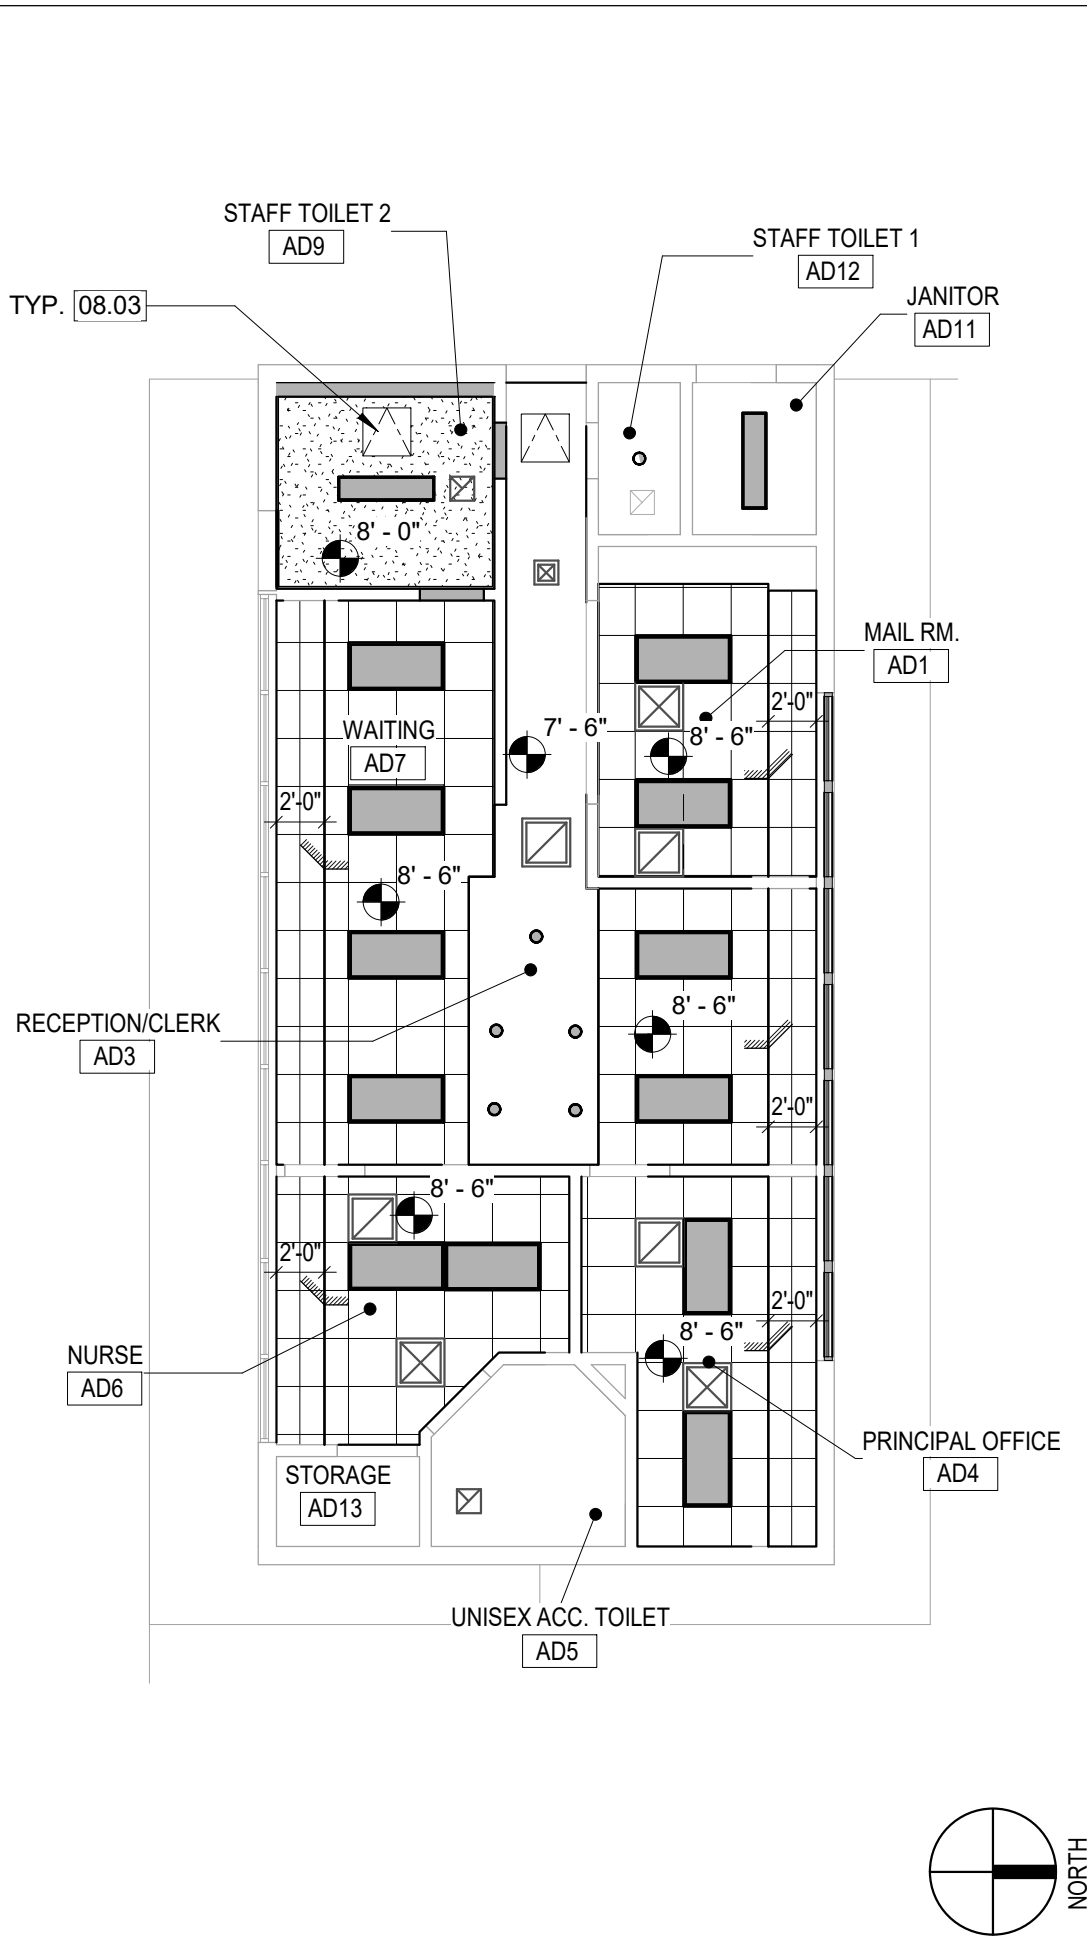 STAFF TOILET 2
AD9
STAFF TOILET 1
AD12
TYP. 08.03
JANITOR
AD11
8' - 0"
MAIL RM.
AD1
2'-0"
7' - 6"
8' - 6"
WAITING
AD7
2'-0"
8' - 6"
8' - 6"
RECEPTION/CLERK
AD3
2'-0"
8' - 6"
2'-0"
2'-0"
8' - 6"
NURSE
AD6
PRINCIPAL OFFICE
AD4
STORAGE
AD13
UNISEX ACC. TOILET
AD5
NORTH